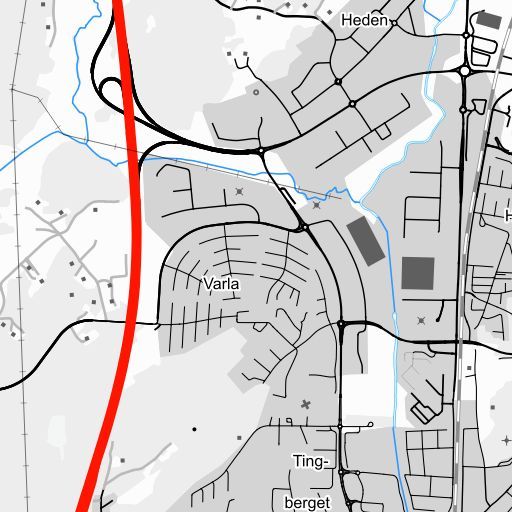 Heden
H
Varla
Ting-
berget